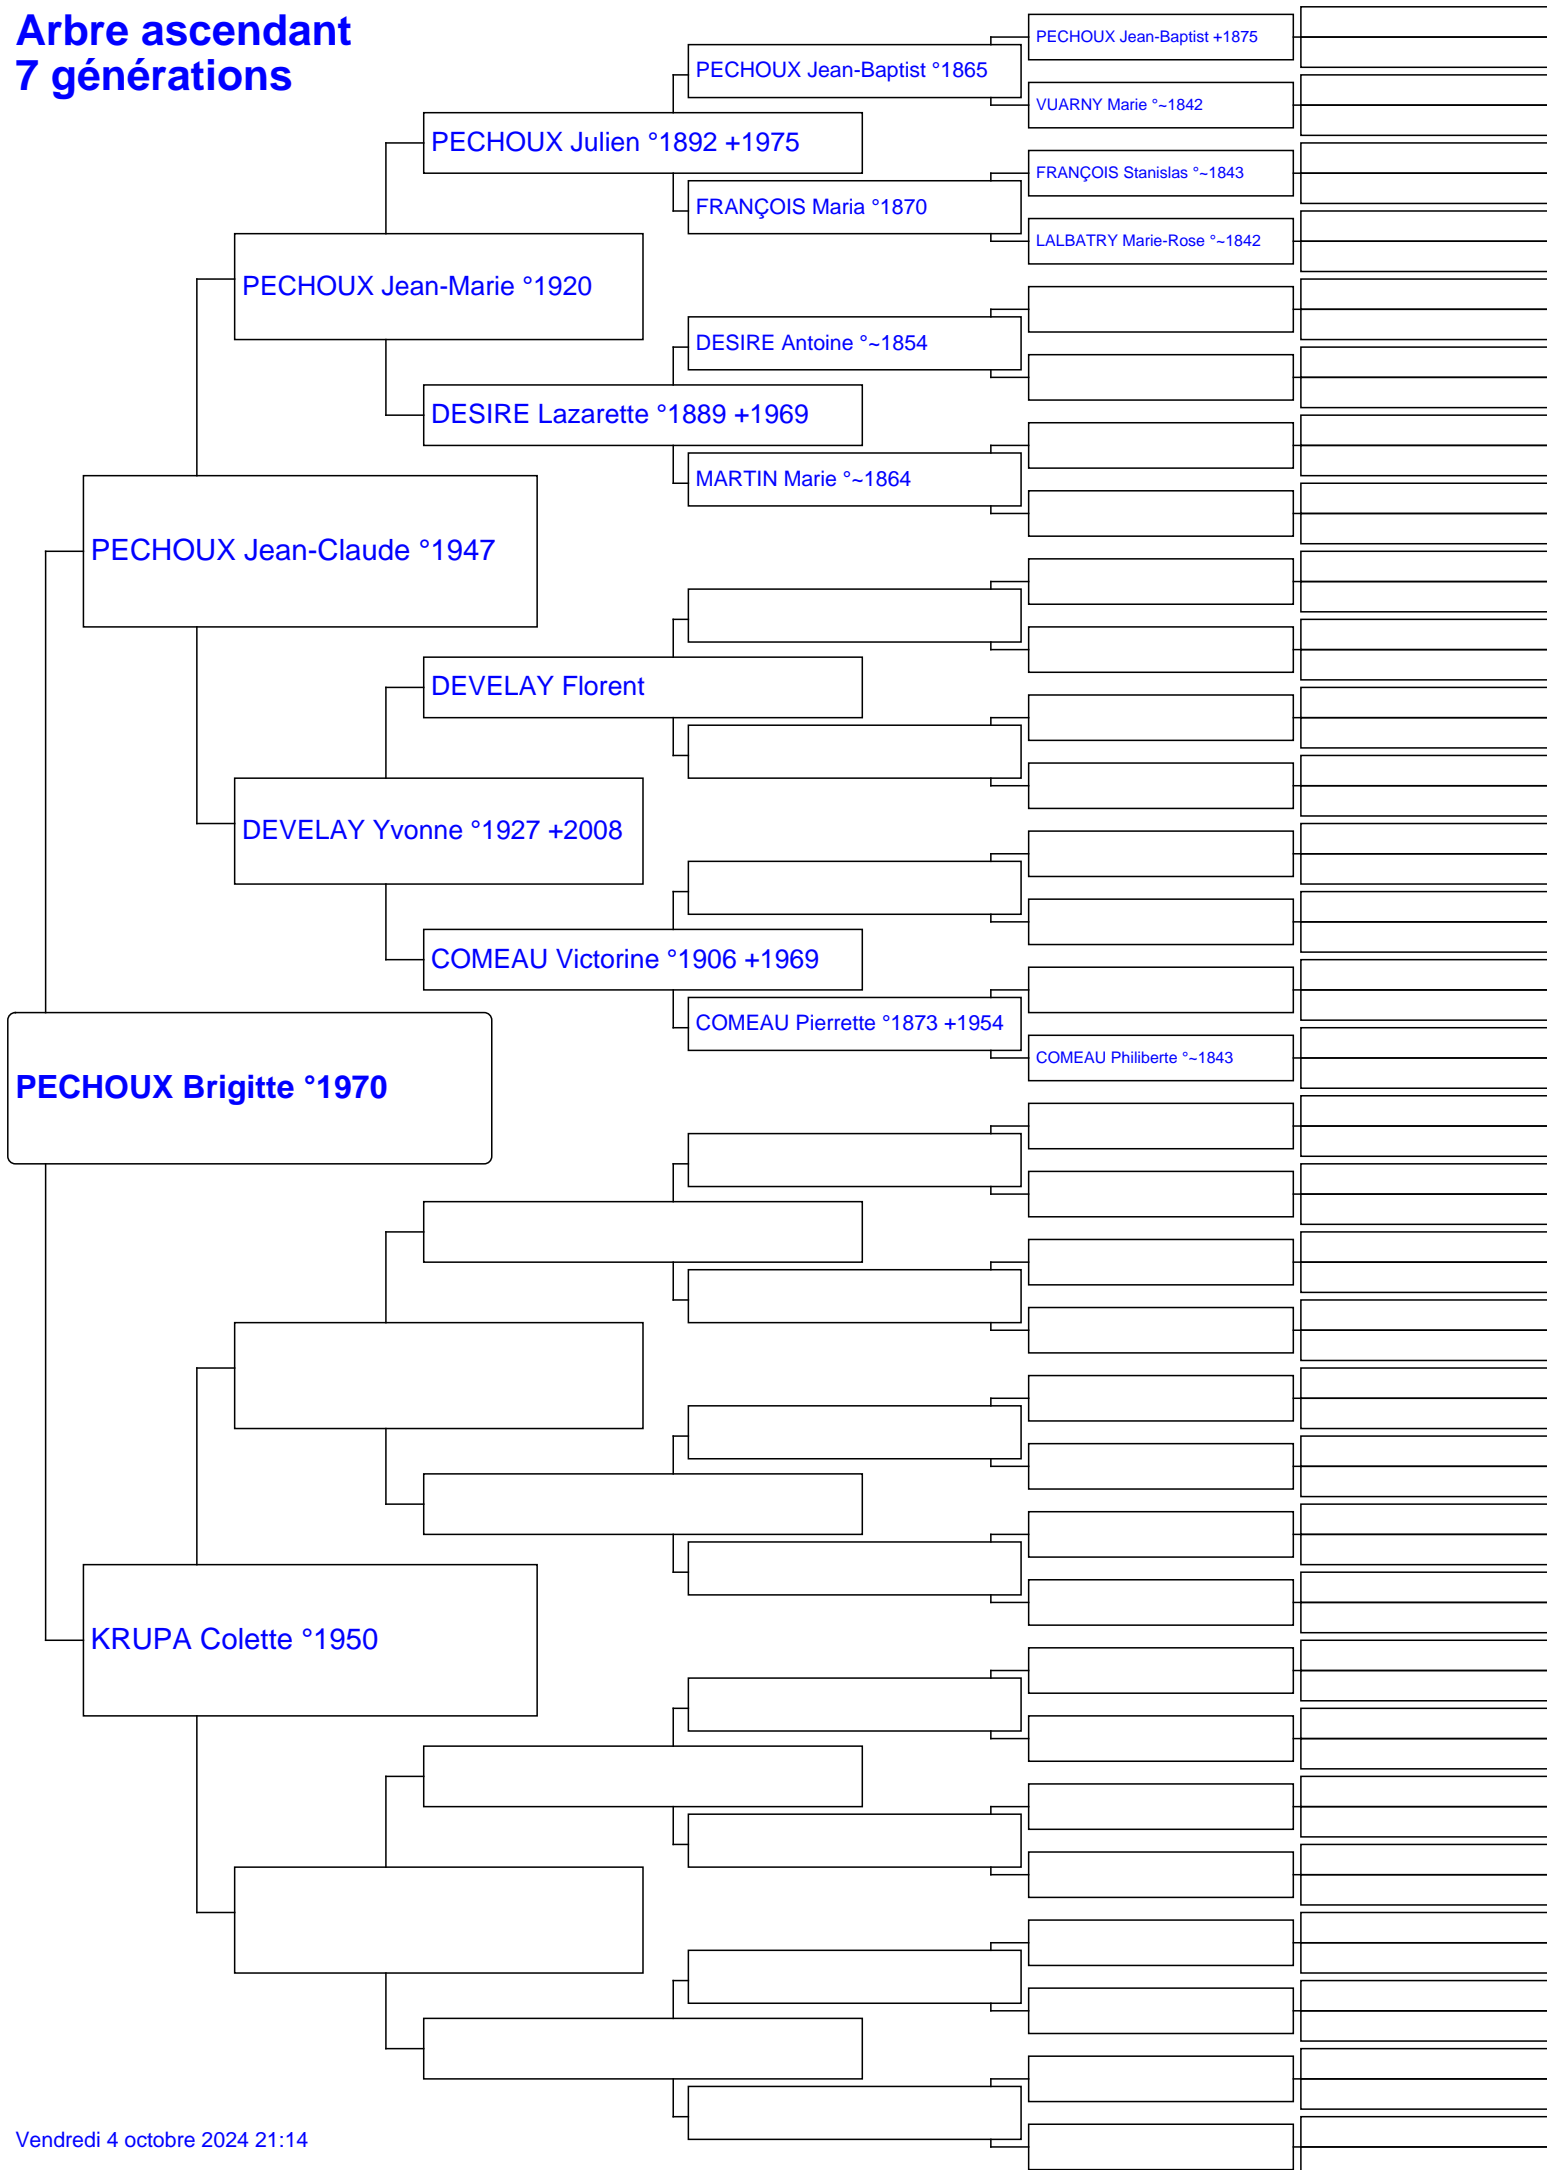 Arbre ascendant
7 générations
PECHOUX Jean-Baptist +1875
PECHOUX Jean-Baptist °1865
VUARNY Marie °~1842
PECHOUX Julien °1892 +1975
FRANÇOIS Stanislas °~1843
FRANÇOIS Maria °1870
LALBATRY Marie-Rose °~1842
PECHOUX Jean-Marie °1920
DESIRE Antoine °~1854
DESIRE Lazarette °1889 +1969
MARTIN Marie °~1864
PECHOUX Jean-Claude °1947
DEVELAY Florent
DEVELAY Yvonne °1927 +2008
COMEAU Victorine °1906 +1969
COMEAU Pierrette °1873 +1954
COMEAU Philiberte °~1843
PECHOUX Brigitte °1970
KRUPA Colette °1950
Vendredi 4 octobre 2024 21:14